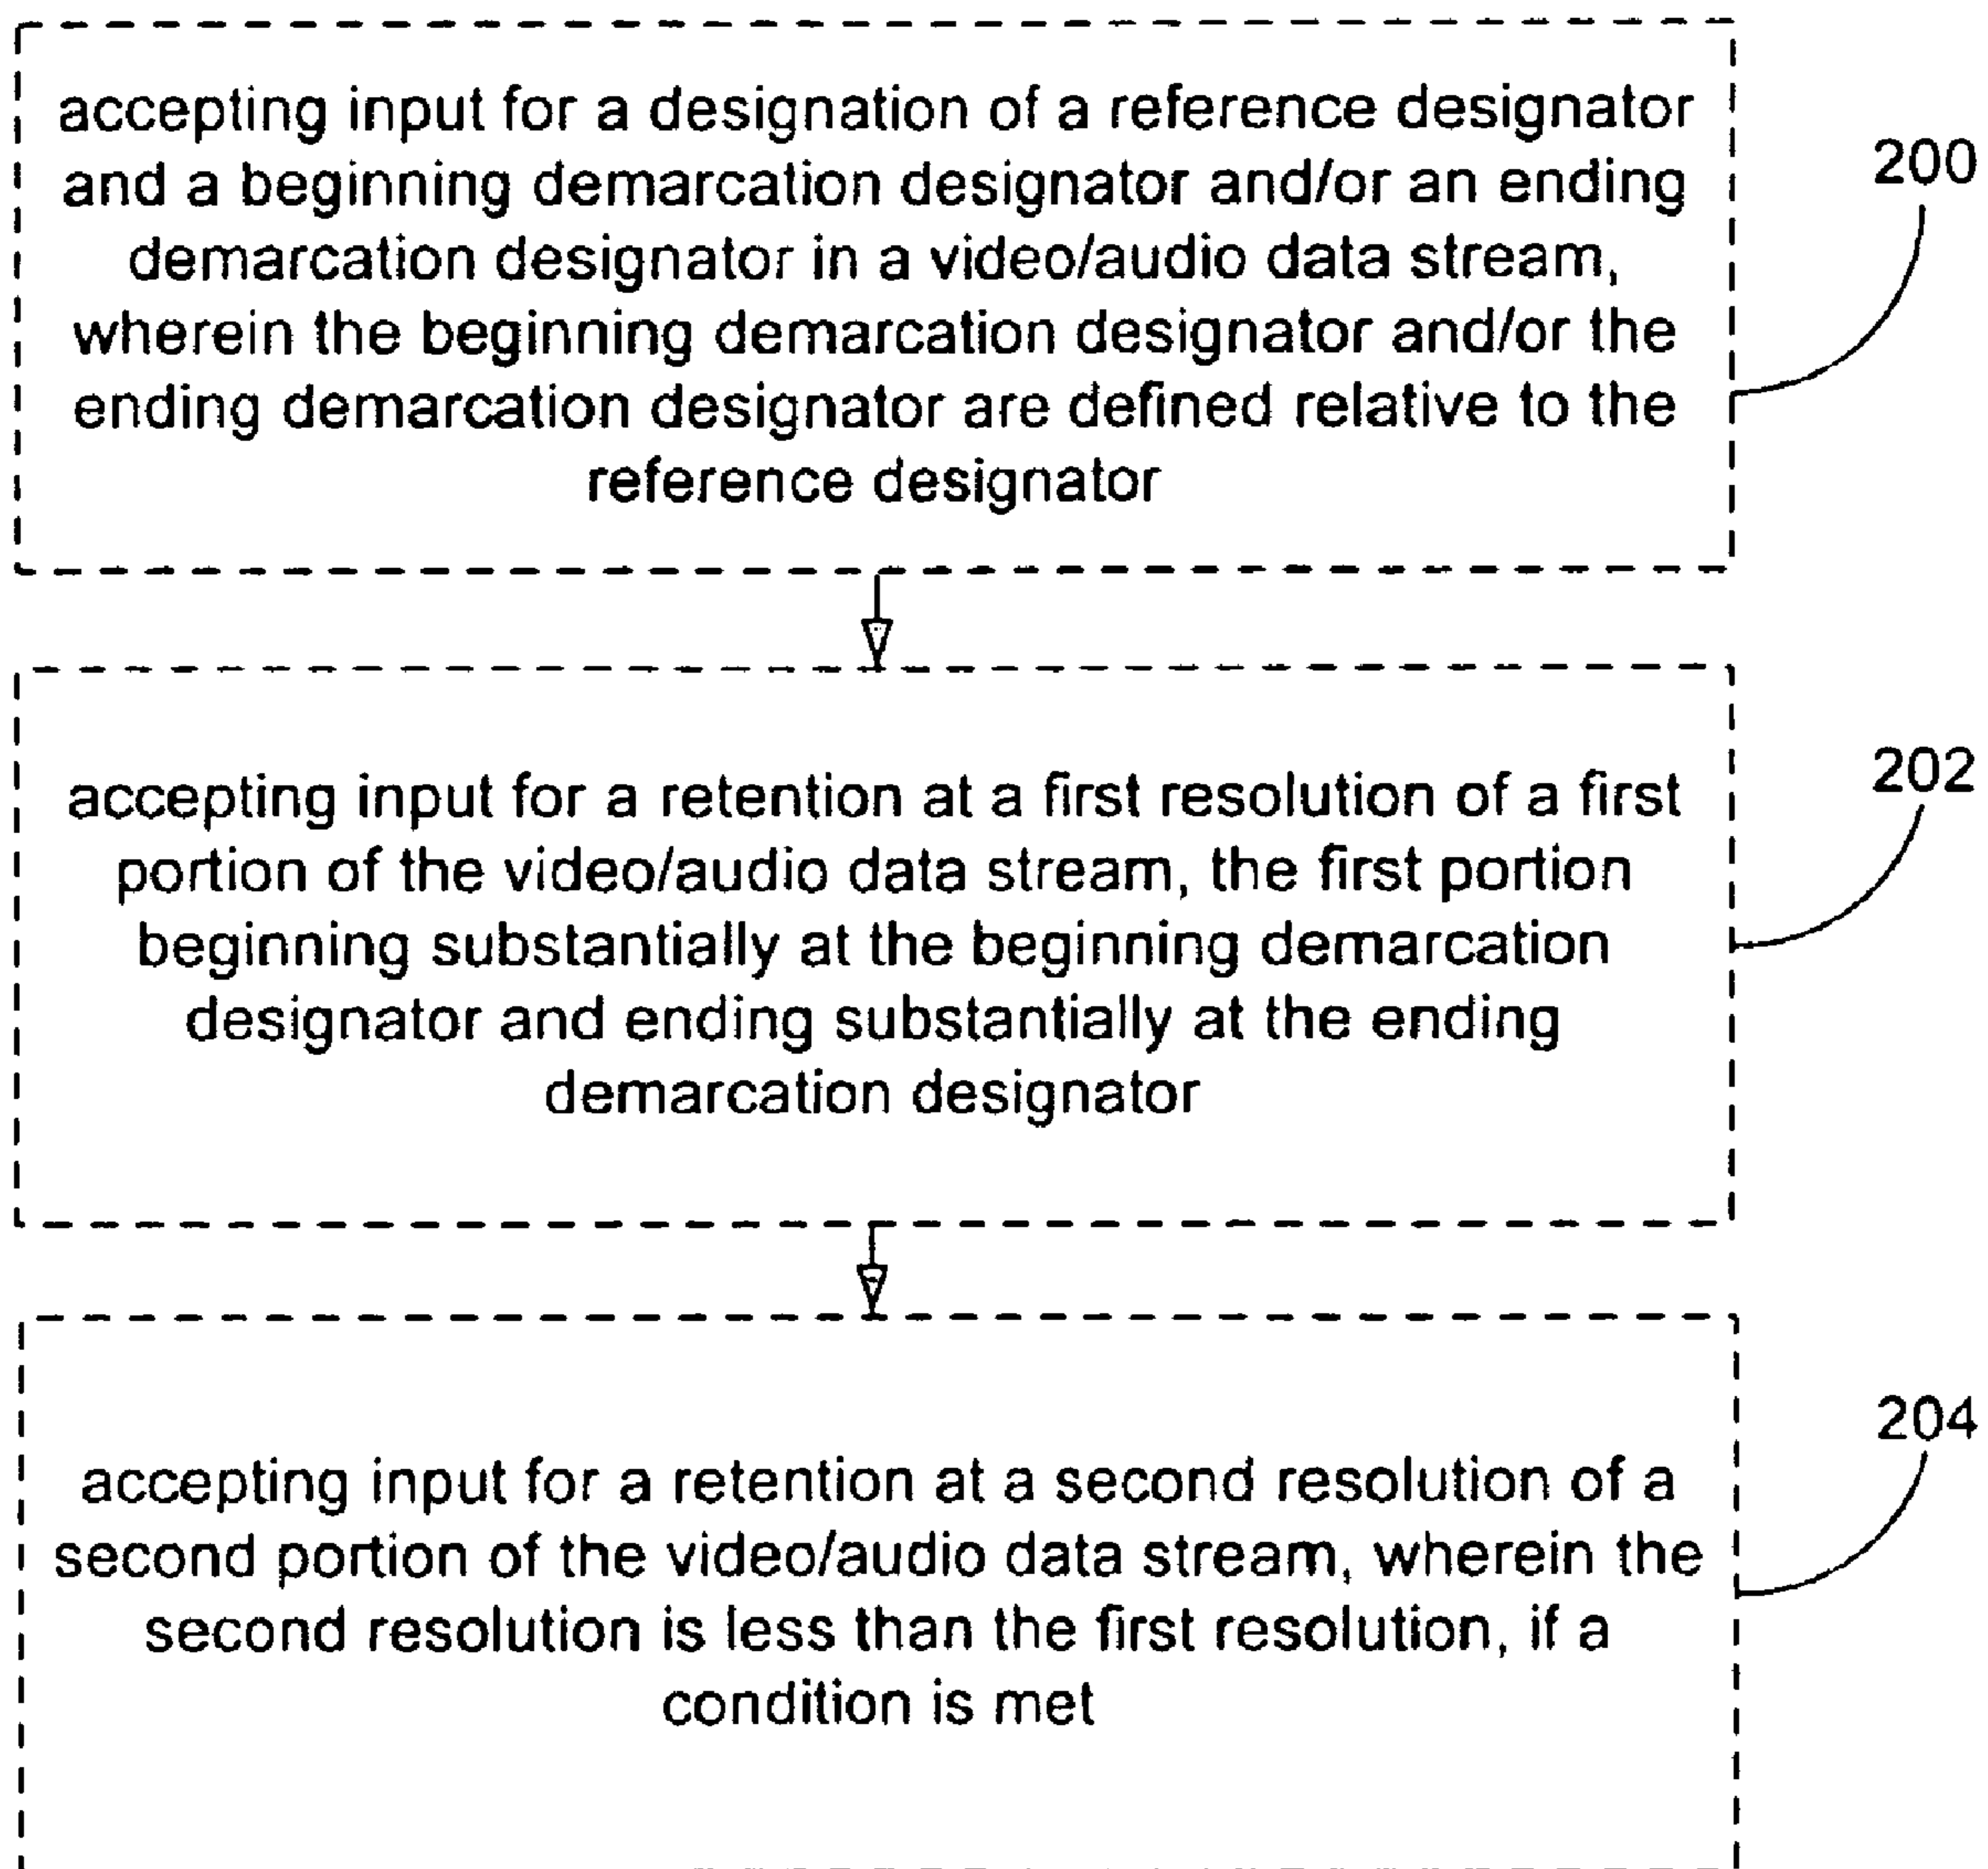 accepting input for a designation of a reference designator
and a beginning demarcation designator and/or an ending
demarcation designator in a video/audio data stream,
wherein the beginning demarcation designator and/or the
ending demarcation designator are defined relative to the
reference designator
200
accepting input for a retention at a first resolution of a first
portion of the video/audio data stream, the first portion
beginning substantially at the beginning demarcation
designator and ending substantially at the ending
demarcation designator
202
accepting input for a retention at a second resolution of a
second portion of the video/audio data stream, wherein the
second resolution is less than the first resolution, if a
condition is met
204